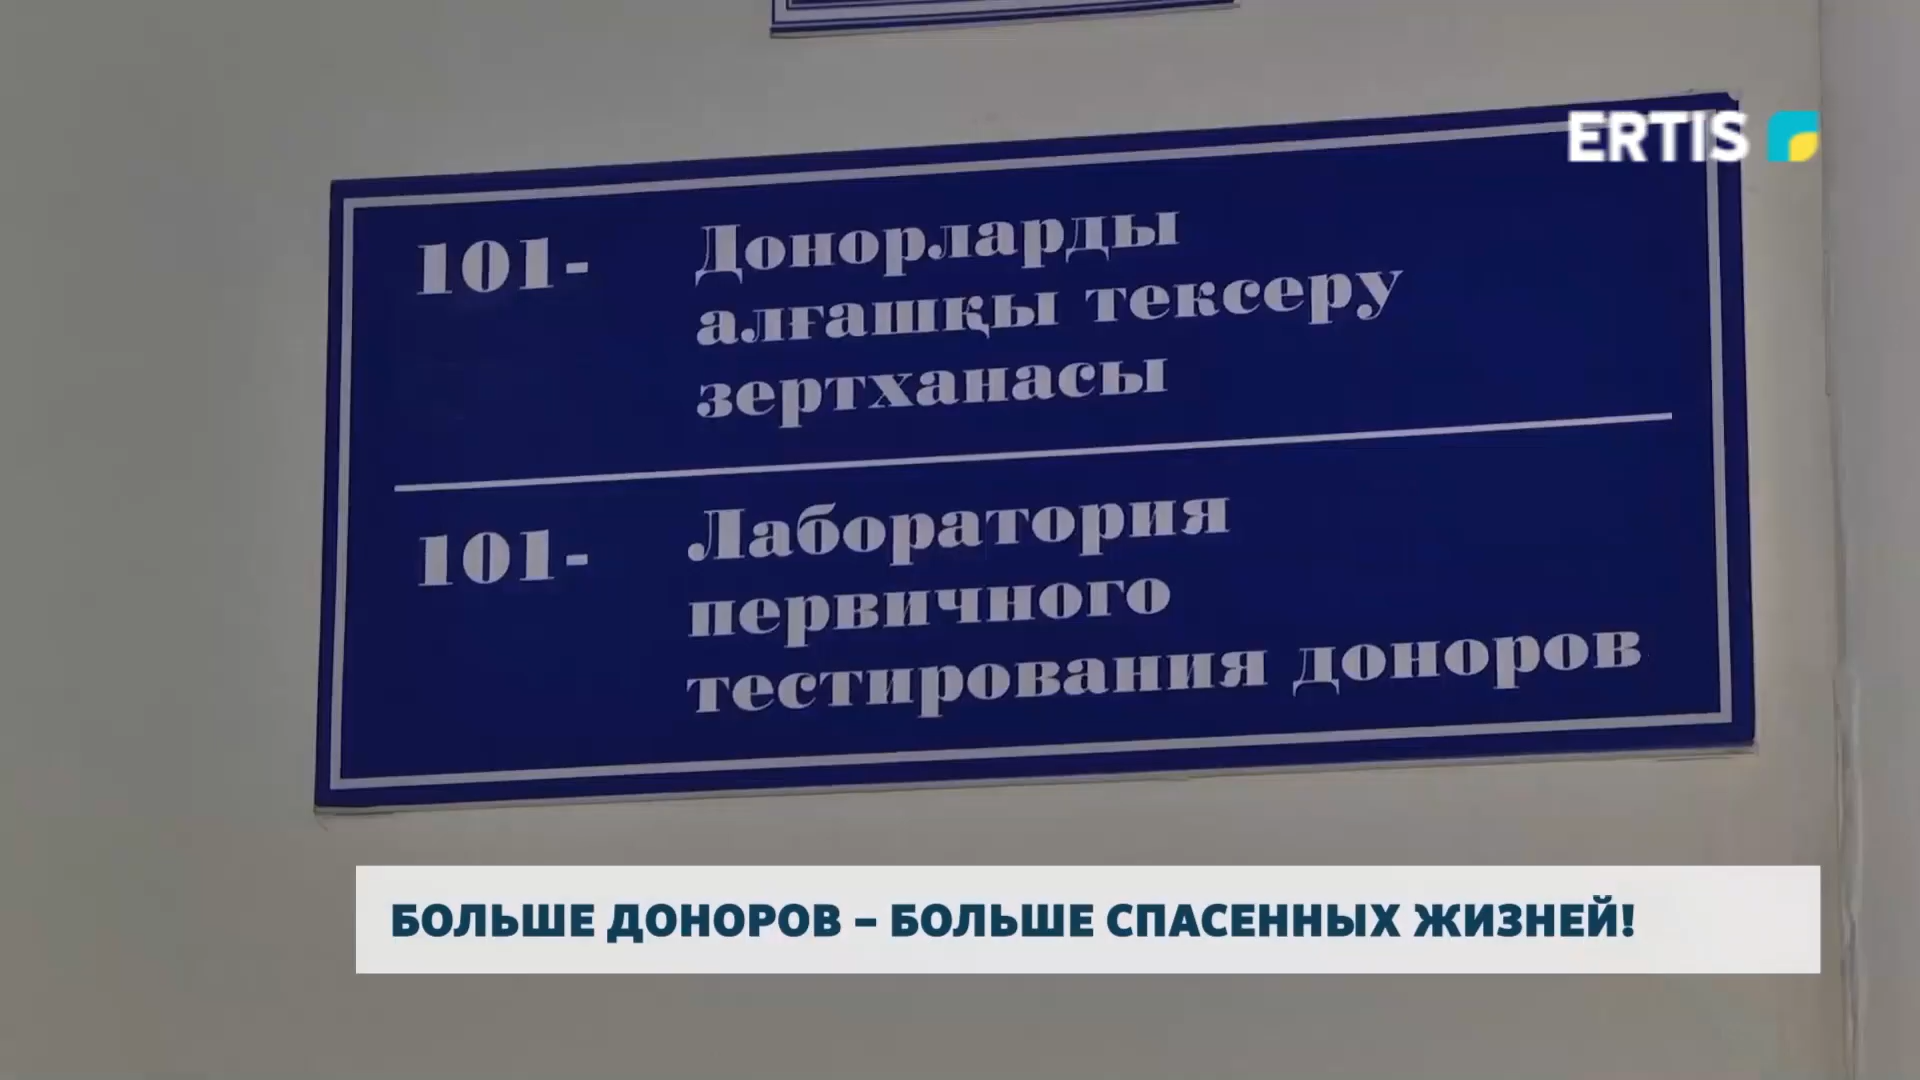 ERTIS
101- Донорларды
алғашқы тексеру
зертханасы
101- Лаборатория
первичного
тестирования доноров
БОЛЬШЕ ДОНОРОВ – БОЛЬШЕ СПАСЕННЫХ ЖИЗНЕЙ!